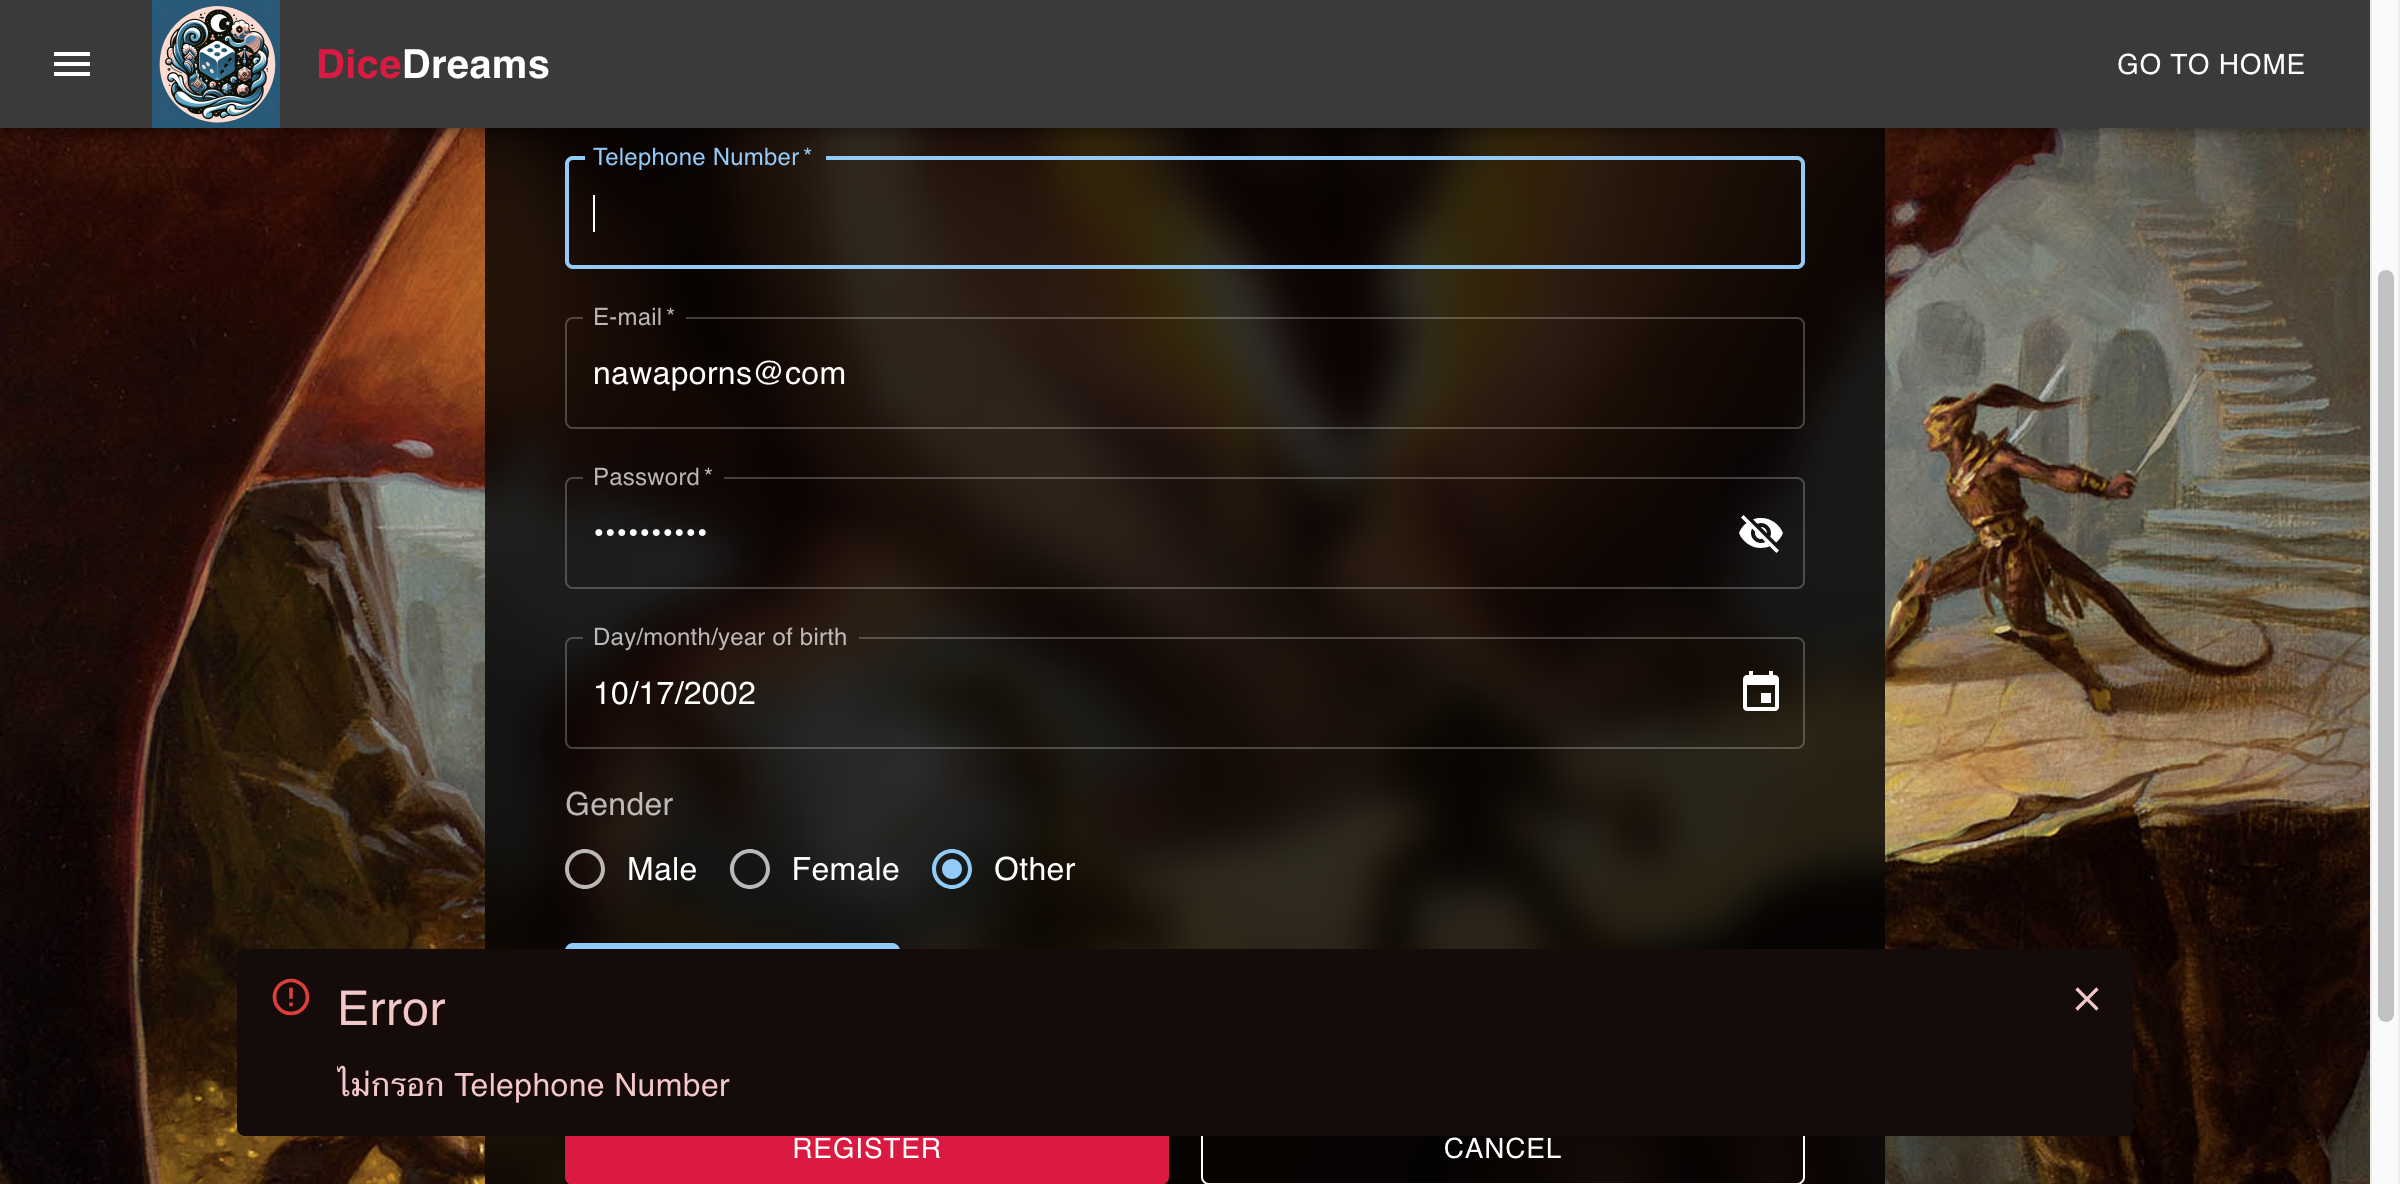 DiceDreams
GO TO HOME
Telephone Number *
E-mail *
nawaporns@com
Password *
••••••••••
Day/month/year of birth
10/17/2002
Gender
Male
Female
Other
Error
ไม่กรอก Telephone Number
REGISTER
CANCEL